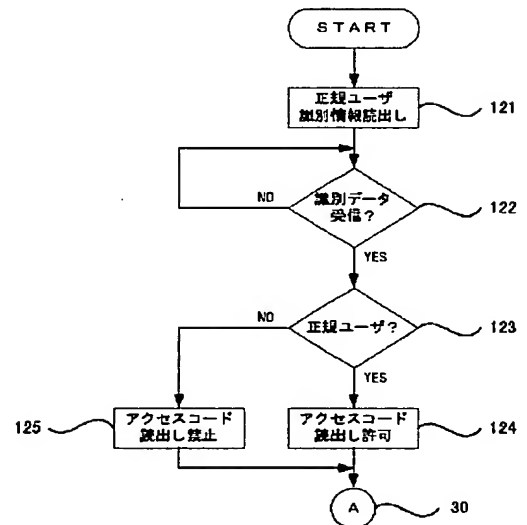 START
正規ユーザ
識別情報読出し
121
NO
識別データ
受信?
122
YES
NO
正規ユーザ?
123
YES
125
アクセスコード
読出し禁止
アクセスコード
読出し許可
124
A
30